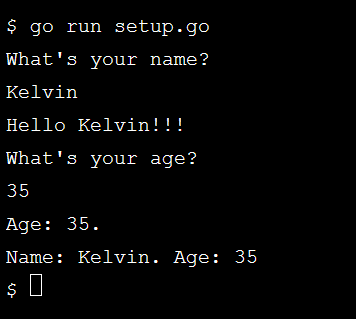 $ go run setup.go
What's your name?
Kelvin
Hello Kelvin!!!
What's your age?
35
Age: 35.
Name: Kelvin. Age: 35
$